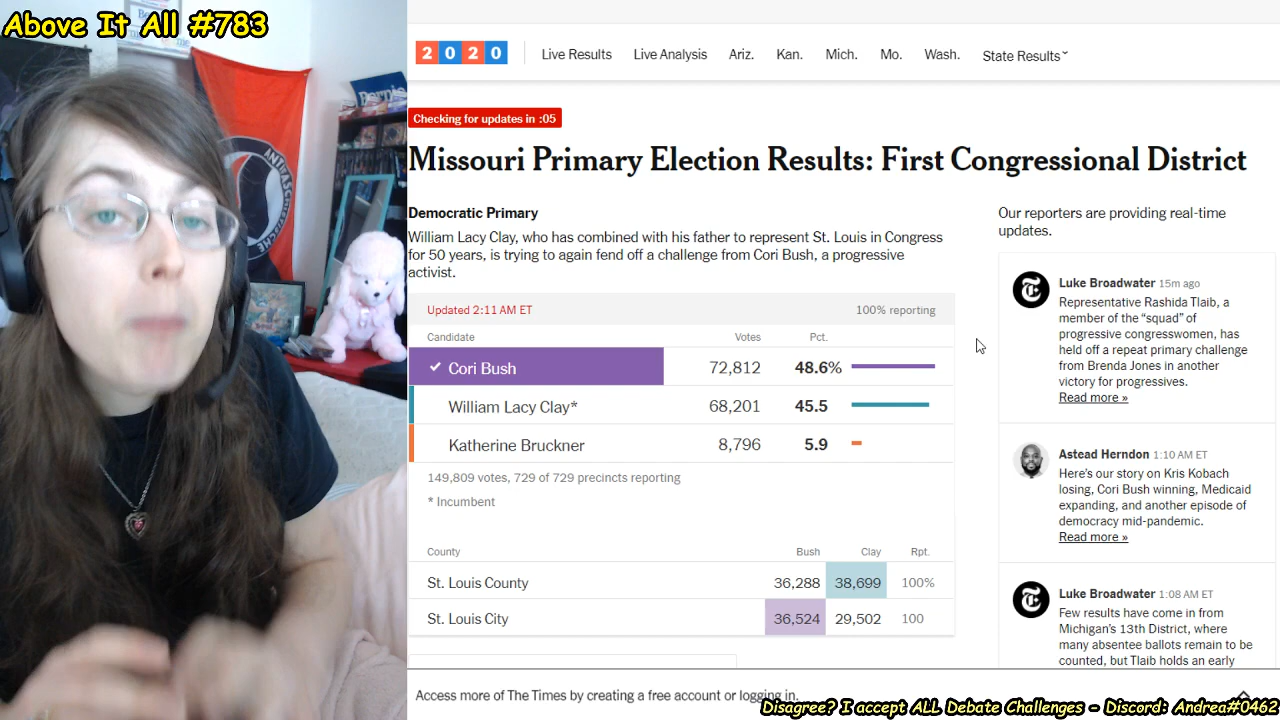 Above It All #783
ANTIFASCHISTISCHE
Bernie
2020
Live Results Live Analysis Ariz. Kan. Mich. Mo. Wash. State Results
Checking for updates in :05
Missouri Primary Election Results: First Congressional District
Democratic Primary
William Lacy Clay, who has combined with his father to represent St. Louis in Congress
for 50 years, is trying to again fend off a challenge from Cori Bush, a progressive
activist.
Updated 2:11 AM ET 100% reporting
Candidate Votes Pct.
Cori Bush 72,812 48.6%
William Lacy Clay* 68,201 45.5
Katherine Bruckner 8,796 5.9
149,809 votes, 729 of 729 precincts reporting
* Incumbent
County Bush Clay Rpt.
St. Louis County 36,288 38,699 100%
St. Louis City 36,524 29,502 100
Our reporters are providing real-time
updates.
Luke Broadwater 15m ago
Representative Rashida Tlaib, a
member of the “squad” of
progressive congresswomen, has
held off a repeat primary challenge
from Brenda Jones in another
victory for progressives.
Read more »
Astead Herndon 1:10 AM ET
Here’s our story on Kris Kobach
losing, Cori Bush winning, Medicaid
expanding, and another episode of
democracy mid-pandemic.
Read more »
Luke Broadwater 1:08 AM ET
Few results have come in from
Michigan’s 13th District, where
many absentee ballots remain to be
counted, but Tlaib holds an early
Access more of The Times by creating a free account or logging in.
Disagree? I accept ALL Debate Challenges - Discord: Andrea#0462